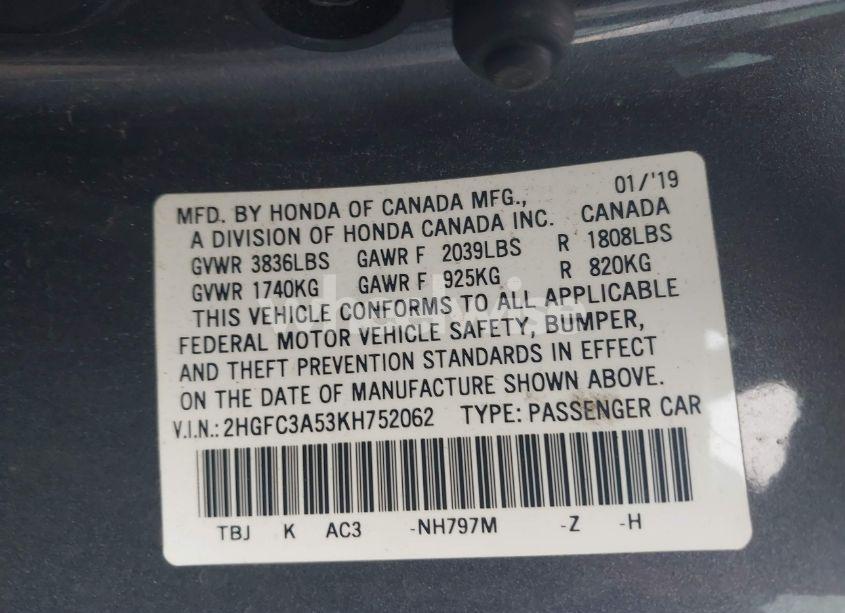 MFD. BY HONDA OF CANADA MFG., 01/'19
A DIVISION OF HONDA CANADA INC. CANADA
GVWR 3836LBS GAWR F 2039LBS R 1808LBS
GVWR 1740KG GAWR F 925KG R 820KG
THIS VEHICLE CONFORMS TO ALL APPLICABLE
FEDERAL MOTOR VEHICLE SAFETY, BUMPER,
AND THEFT PREVENTION STANDARDS IN EFFECT
ON THE DATE OF MANUFACTURE SHOWN ABOVE.
V.I.N.: 2HGFC3A53KH752062 TYPE: PASSENGER CAR
TBJ K AC3 -NH797M -Z -H